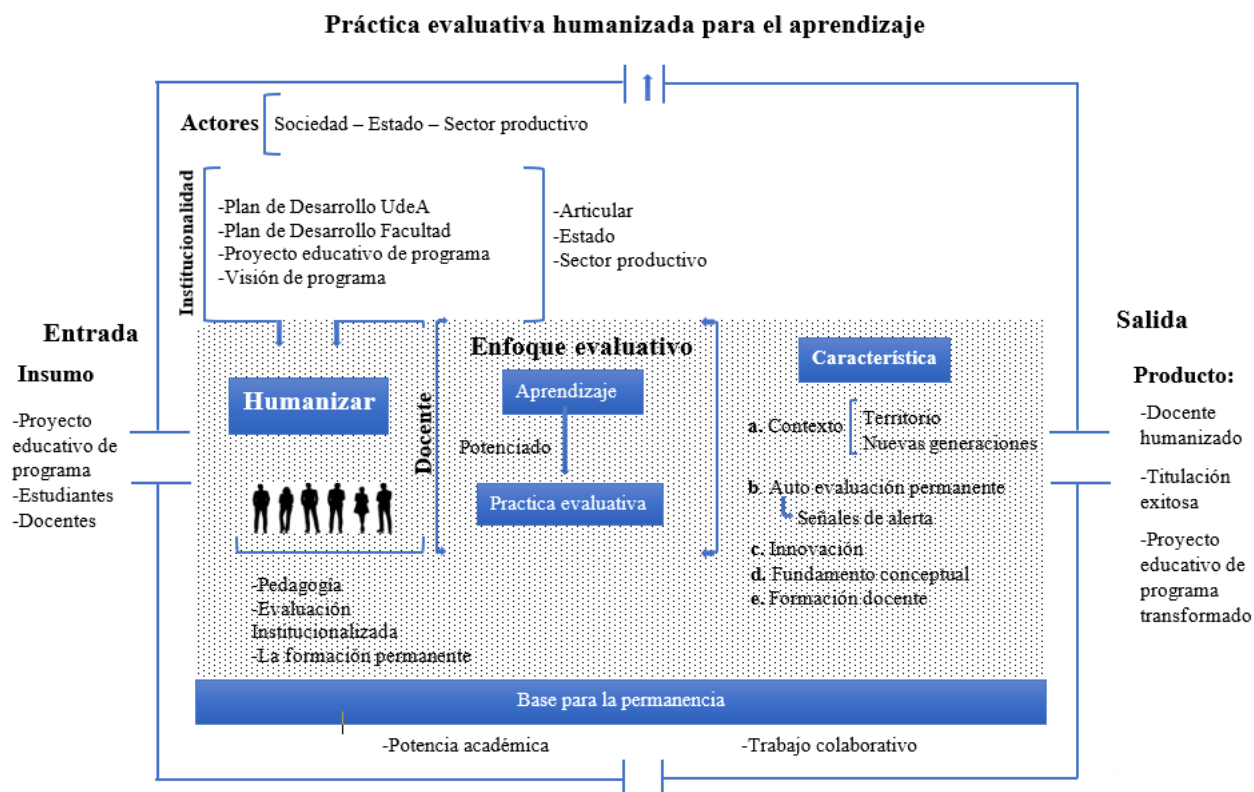 Práctica evaluativa humanizada para el aprendizaje
Actores
Sociedad – Estado – Sector productivo
Institucionalidad
-Plan de Desarrollo UdeA
-Plan de Desarrollo Facultad
-Proyecto educativo de programa
-Visión de programa
-Articular
-Estado
-Sector productivo
Entrada
Insumo
-Proyecto
educativo de
programa
-Estudiantes
-Docentes
Humanizar
-Pedagogía
-Evaluación
Institucionalizada
-La formación permanente
Docente
Enfoque evaluativo
Aprendizaje
Potenciado
Practica evaluativa
Característica
a. Contexto
Territorio
Nuevas generaciones
b. Auto evaluación permanente
Señales de alerta
c. Innovación
d. Fundamento conceptual
e. Formación docente
Salida
Producto:
-Docente
humanizado
-Titulación
exitosa
-Proyecto
educativo de
programa
transformado
Base para la permanencia
-Potencia académica
-Trabajo colaborativo